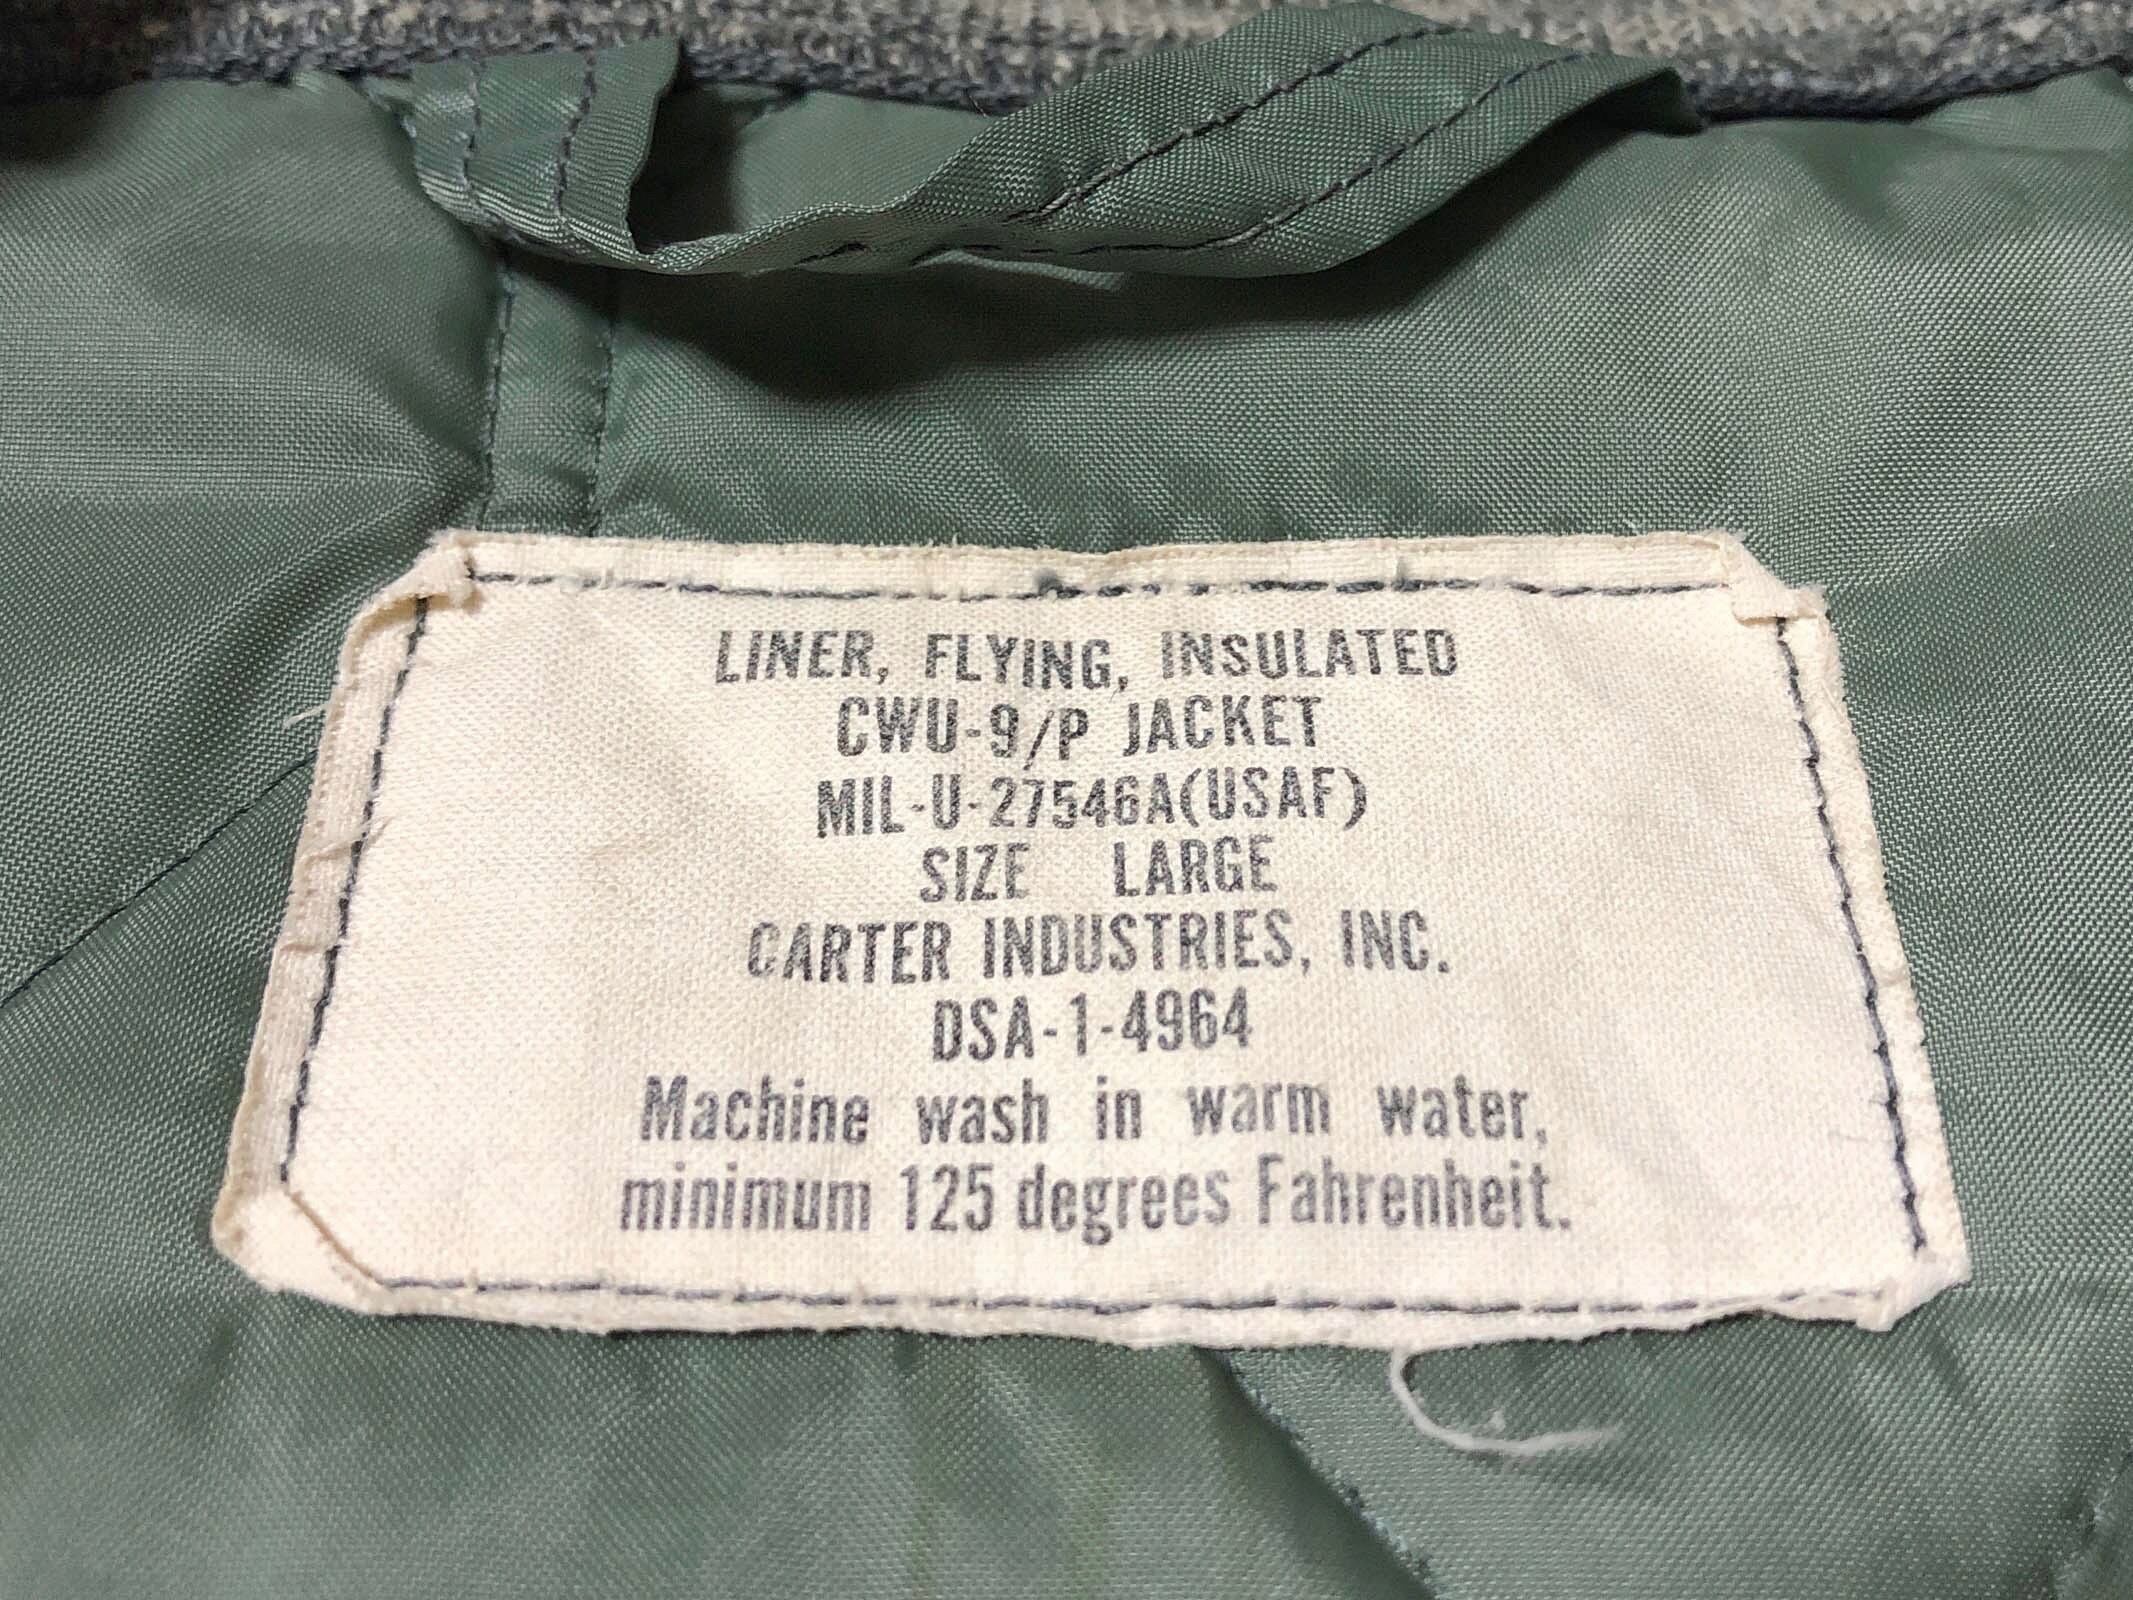 LINER, FLYING, INSULATED
CWU-9/P JACKET
MIL-U-27546A(USAF)
SIZE LARGE
CARTER INDUSTRIES, INC.
DSA-1-4964
Machine wash in warm water,
minimum 125 degrees Fahrenheit.